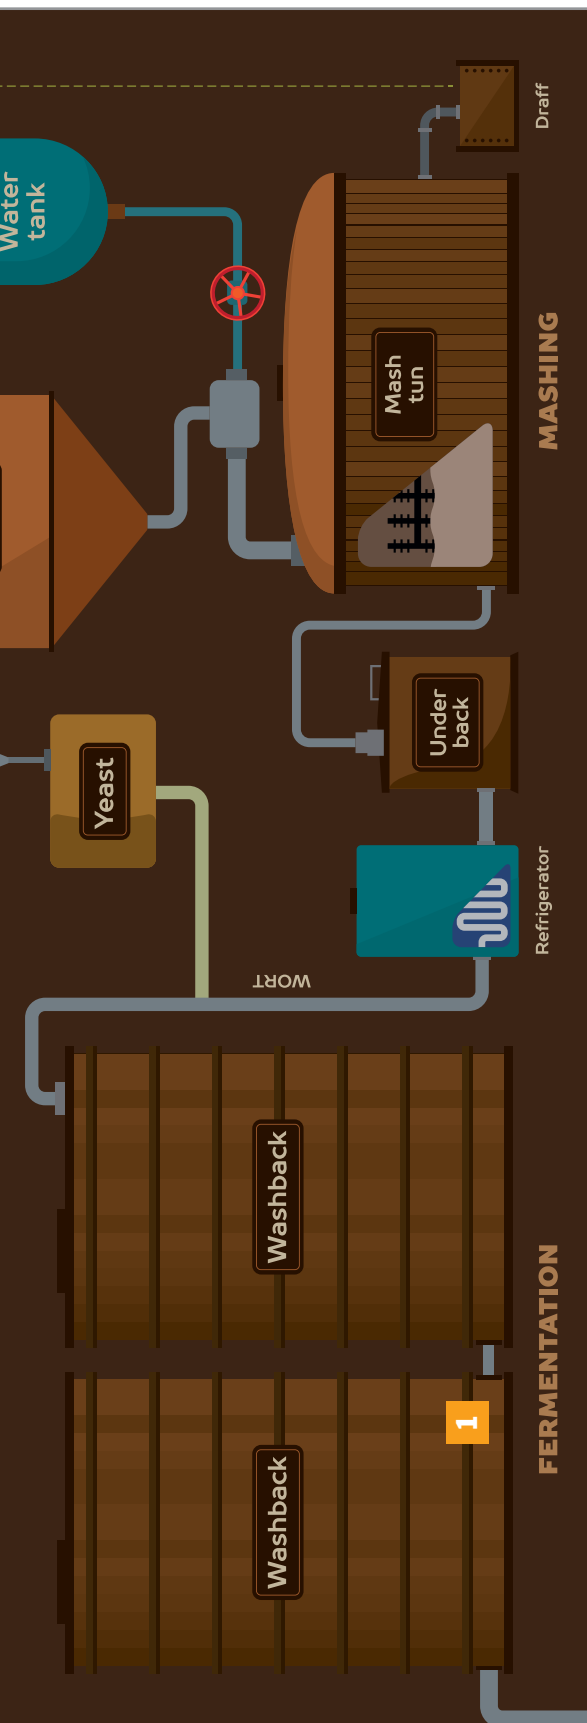 Draff
Water
tank
Mash
tun
MASHING
Under
back
Yeast
Refrigerator
WORT
Washback
FERMENTATION
1
Washback